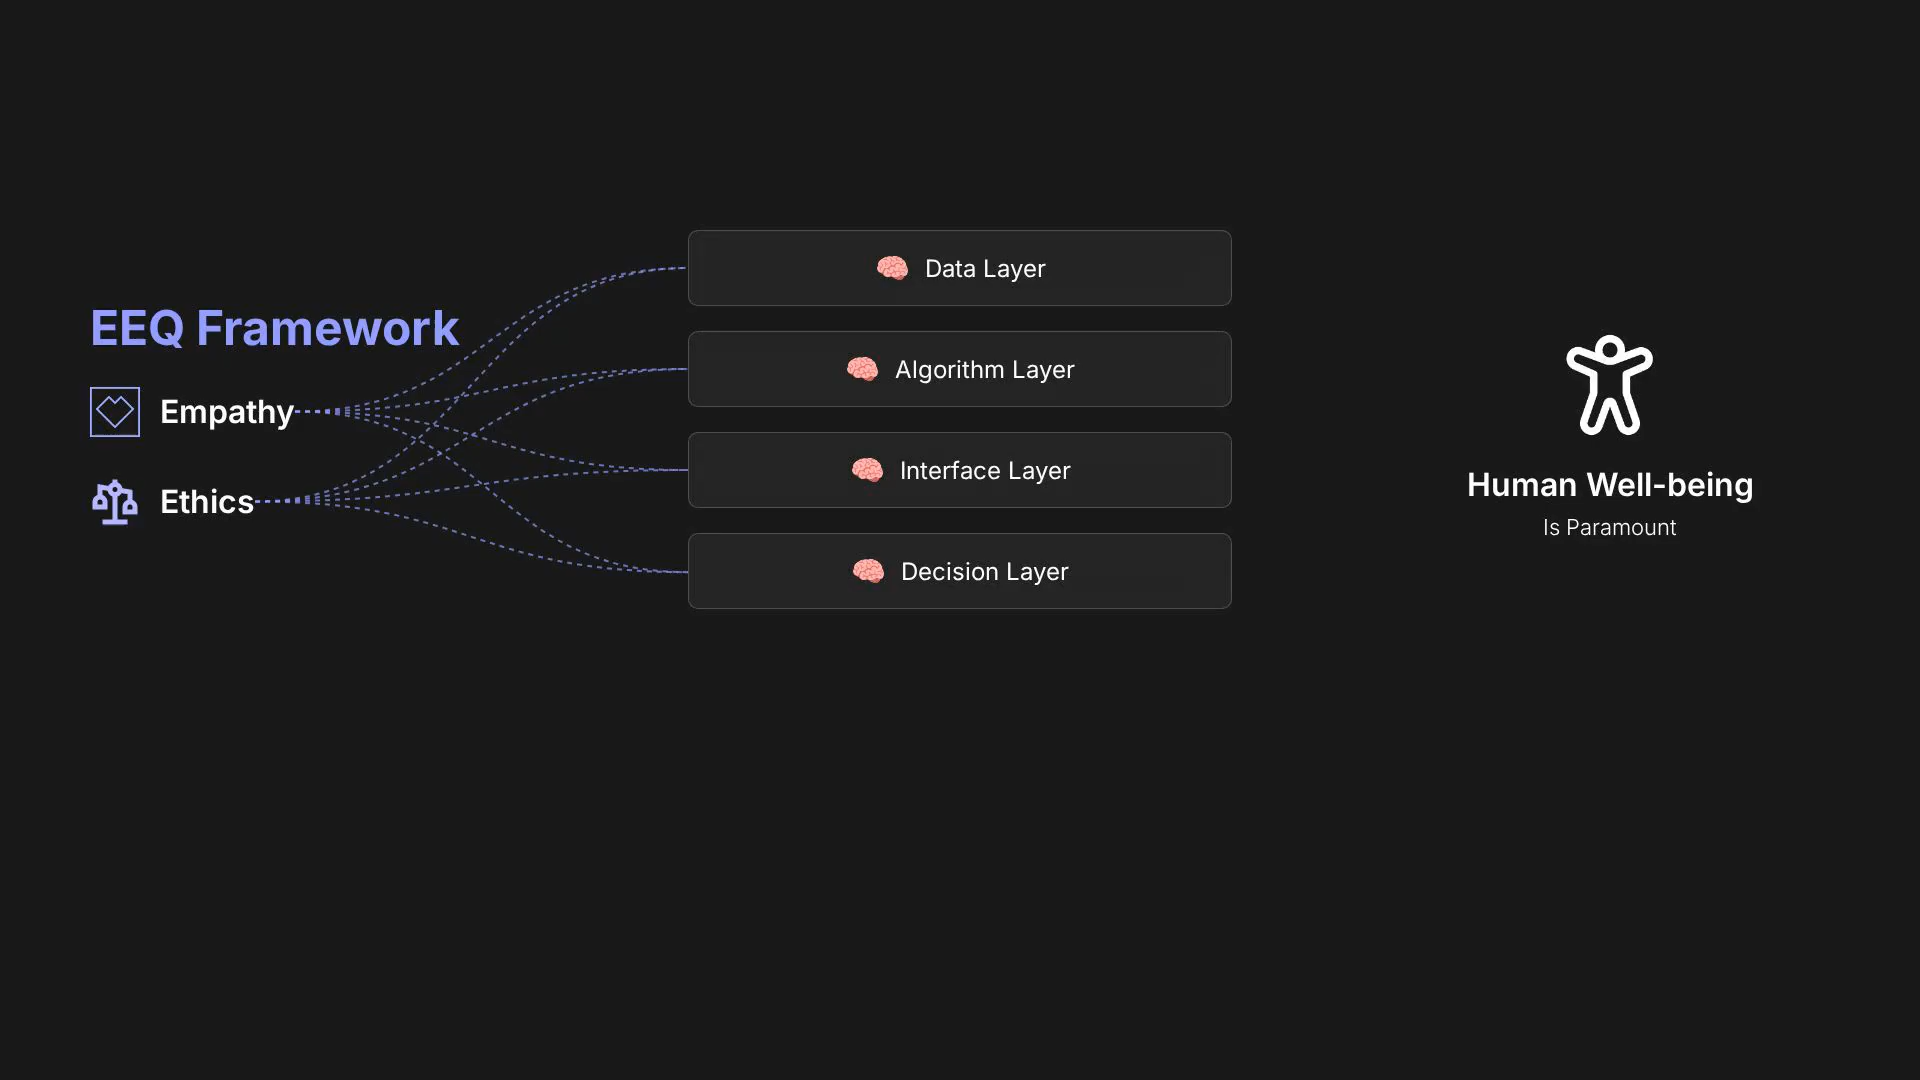 EEQ Framework
Empathy
Ethics
Data Layer
Algorithm Layer
Interface Layer
Decision Layer
Human Well-being
Is Paramount